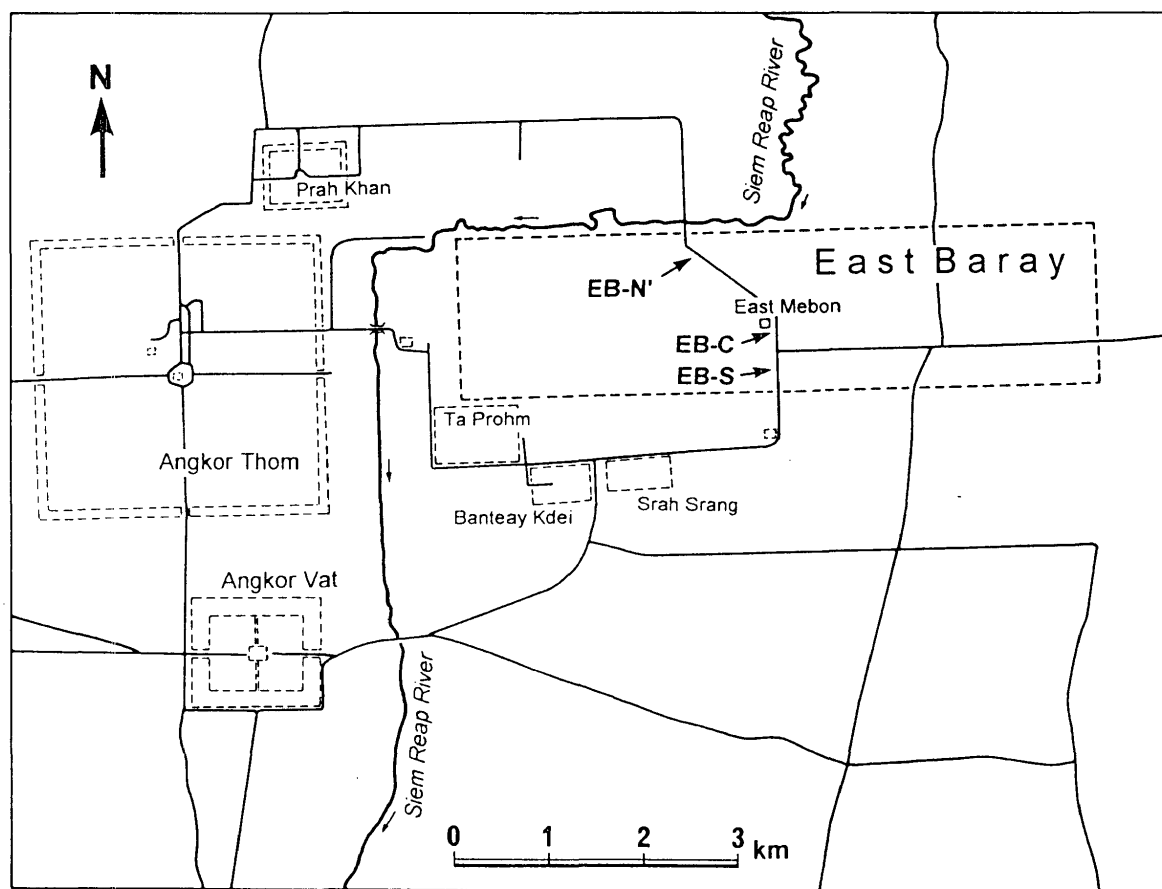 N
Siem Reap River
Prah Khan
East Baray
EB-N'
East Mebon
EB-C
EB-S
Ta Prohm
Angkor Thom
Banteay Kdei
Srah Srang
Angkor Vat
Siem Reap River
0 1 2 3 km